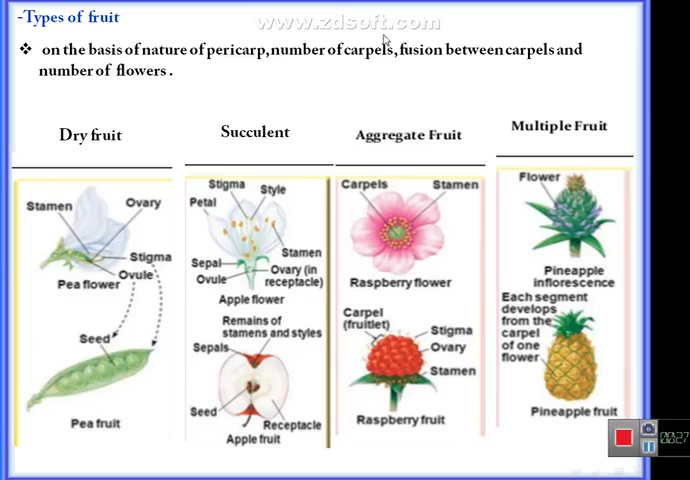 www.zdsoft.com
-Types of fruit
❖ on the basis of nature of pericarp, number of carpels, fusion between carpels and
number of flowers .
Dry fruit
Succulent
Aggregate Fruit
Multiple Fruit
Stamen
Ovary
Stigma
Ovule
Pea flower
Seed
Pea fruit
Stigma
Style
Petal
Stamen
Sepal
Ovary (in
receptacle)
Ovule
Apple flower
Remains of
stamens and styles
Sepals
Seed
Receptacle
Apple fruit
Carpels
Stamen
Raspberry flower
Carpel
(fruitlet)
Stigma
Ovary
Stamen
Raspberry fruit
Flower
Pineapple
inflorescence
Each segment
develops
from the
carpel
of one
flower
Pineapple fruit
00:27